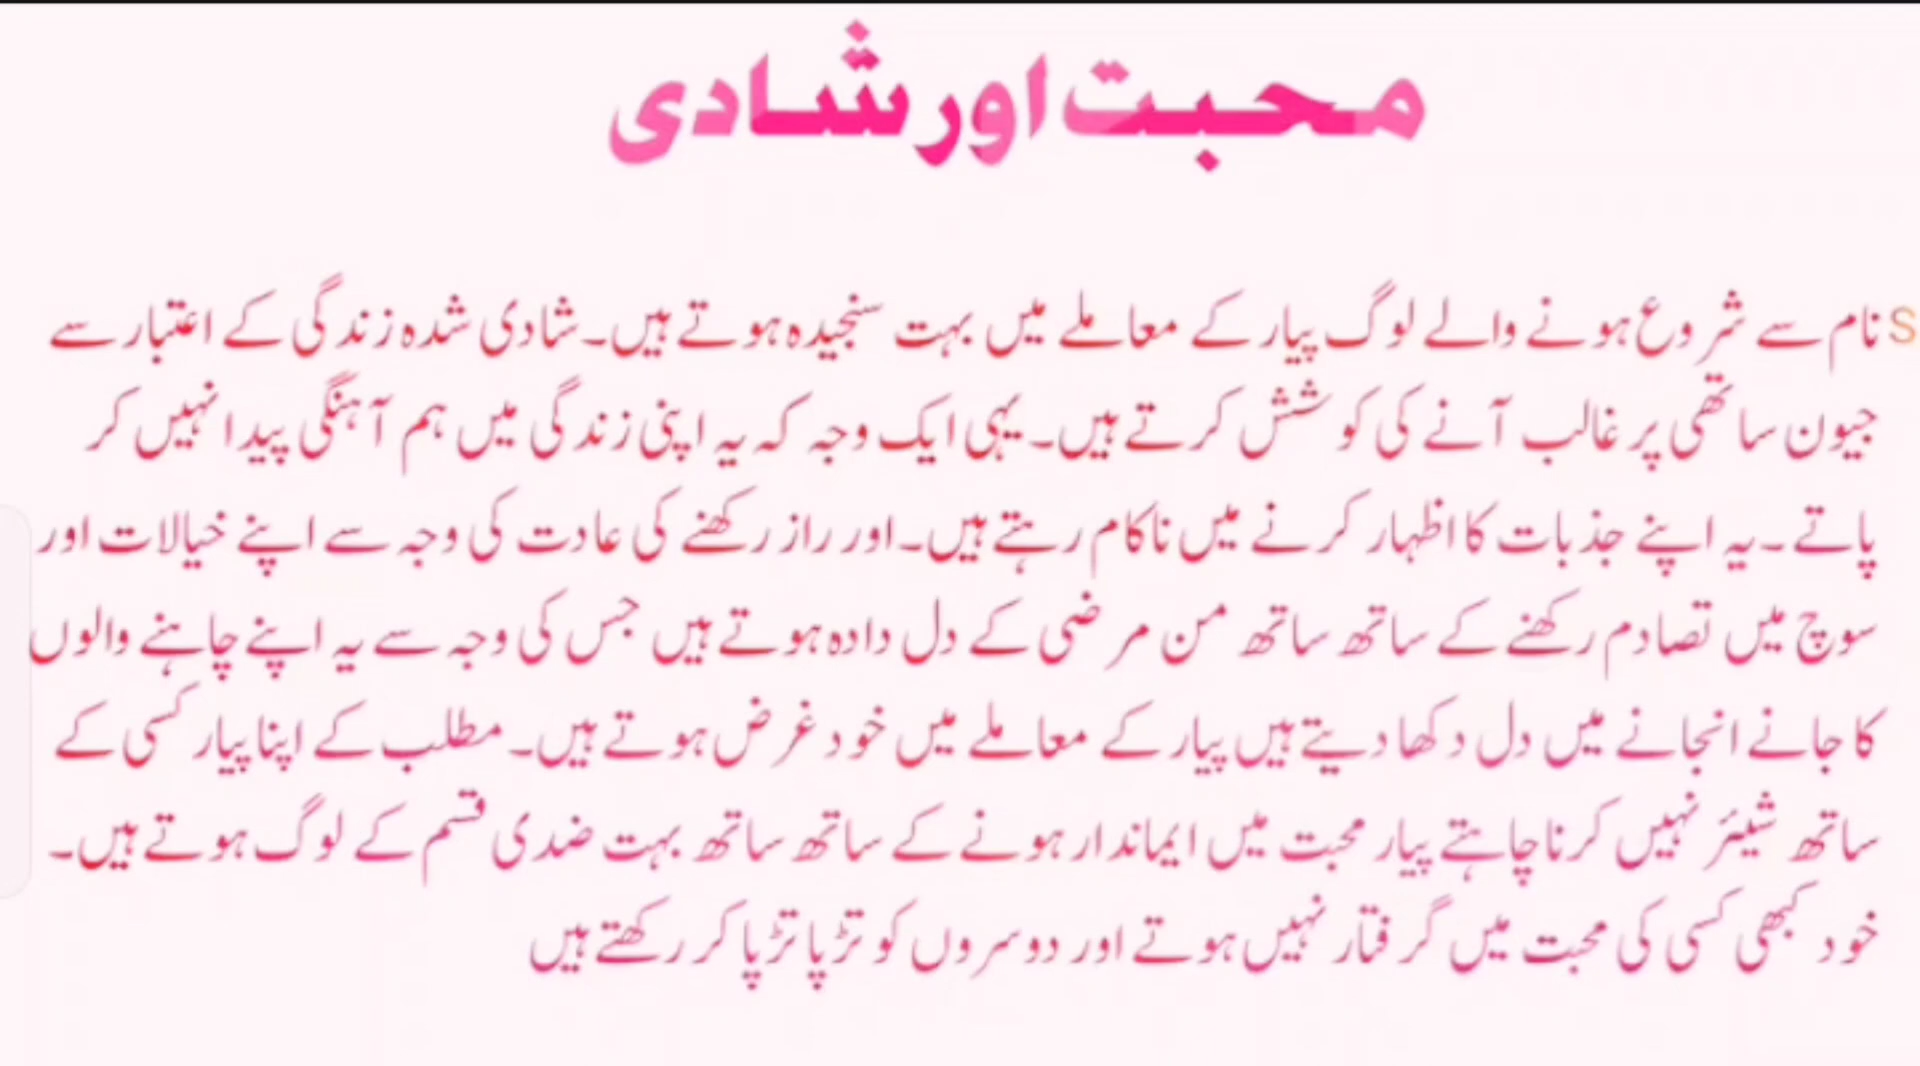 محبت اور شادی
S نام سے شروع ہونے والے لوگ پیار کے معاملے میں بہت سنجیدہ ہوتے ہیں۔ شادی شدہ زندگی کے اعتبار سے
جیون ساتھی پر غالب آنے کی کوشش کرتے ہیں۔ یہی ایک وجہ کہ یہ اپنی زندگی میں ہم آہنگی پیدا نہیں کر
پاتے ۔ یہ اپنے جذبات کا اظہار کرنے میں ناکام رہتے ہیں۔ اور راز رکھنے کی عادت کی وجہ سے اپنے خیالات اور
سوچ میں تصادم رکھنے کے ساتھ ساتھ من مرضی کے دل دادہ ہوتے ہیں جس کی وجہ سے یہ اپنے چاہنے والوں
کا جانے انجانے میں دل دکھا دیتے ہیں پیار کے معاملے میں خود غرض ہوتے ہیں۔ مطلب کے اپنا پیار کسی کے
ساتھ شیئر نہیں کرنا چاہتے پیار محبت میں ایماندار ہونے کے ساتھ ساتھ بہت ضدی قسم کے لوگ ہوتے ہیں۔
خود کبھی کسی کی محبت میں گرفتار نہیں ہوتے اور دوسروں کو تڑپا تڑپا کر رکھتے ہیں